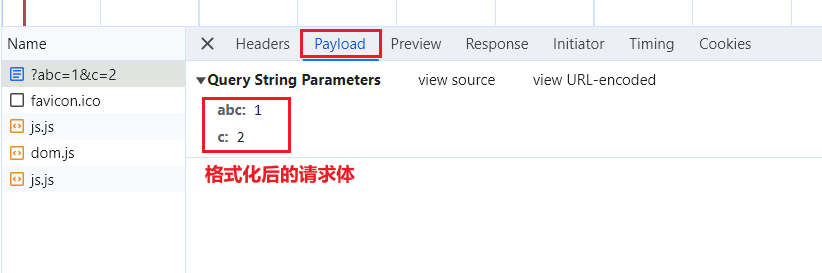 Name
Headers Payload Preview Response Initiator Timing Cookies
?abc=1&c=2
Query String Parameters view source view URL-encoded
favicon.ico
abc: 1
js.js
c: 2
dom.js
格式化后的请求体
js.js